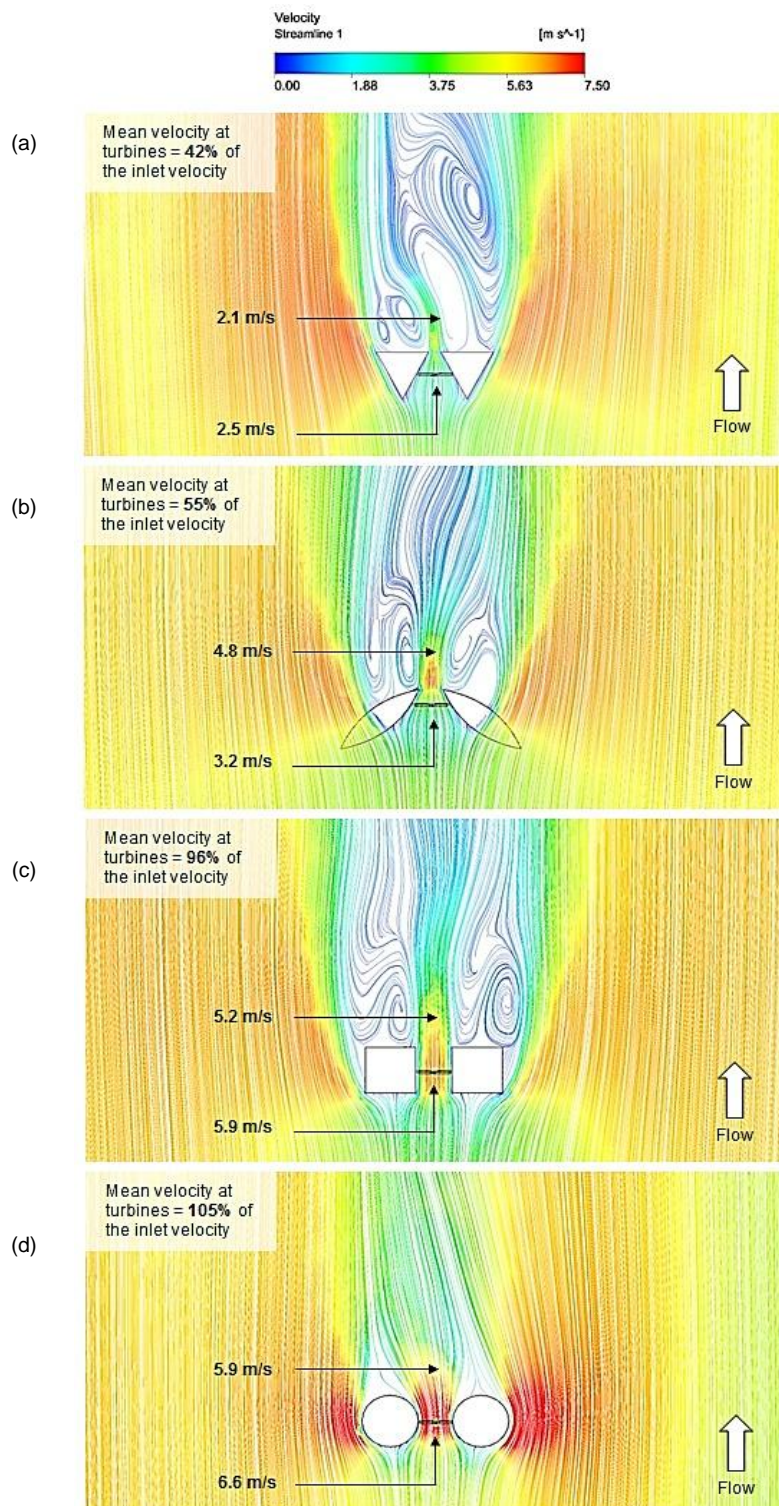 Velocity
Streamline 1 [m s^-1]
0.00 1.88 3.75 5.63 7.50
(a)
Mean velocity at
turbines = 42% of
the inlet velocity
2.1 m/s
2.5 m/s
Flow
(b)
Mean velocity at
turbines = 55% of
the inlet velocity
4.8 m/s
3.2 m/s
Flow
(c)
Mean velocity at
turbines = 96% of
the inlet velocity
5.2 m/s
5.9 m/s
Flow
(d)
Mean velocity at
turbines = 105% of
the inlet velocity
5.9 m/s
6.6 m/s
Flow